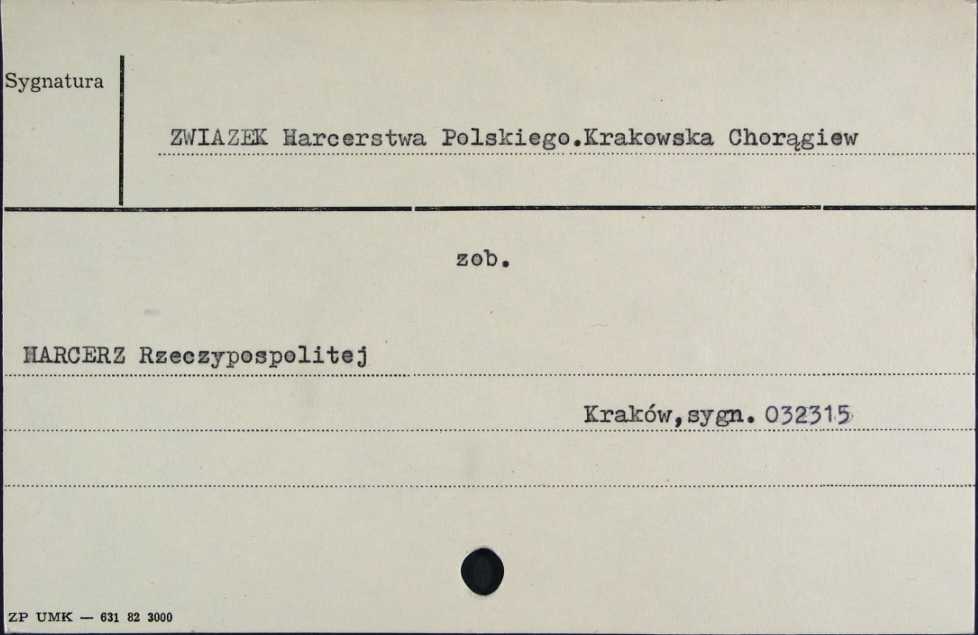 Sygnatura
ZWIAZEK Harcerstwa Polskiego.Krakowska Chorągiew
zob.
HARCERZ Rzeczypospolitej
Kraków,sygn. 032315
ZP UMK — 631 82 3000